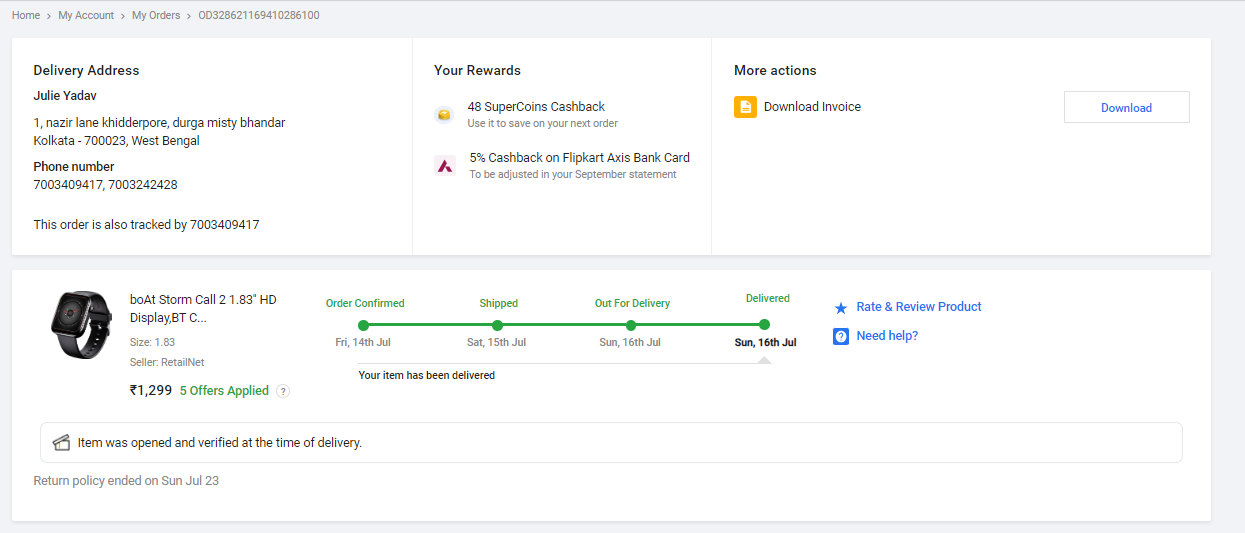 Home › My Account › My Orders › OD328621169410286100
Delivery Address
Julie Yadav
1, nazir lane khidderpore, durga misty bhandar
Kolkata - 700023, West Bengal
Phone number
7003409417, 7003242428
This order is also tracked by 7003409417
Your Rewards
48 SuperCoins Cashback
Use it to save on your next order
5% Cashback on Flipkart Axis Bank Card
To be adjusted in your September statement
More actions
Download Invoice
Download
boAt Storm Call 2 1.83" HD
Display,BT C...
Size: 1.83
Seller: RetailNet
₹1,299 5 Offers Applied ?
Order Confirmed
Fri, 14th Jul
Shipped
Sat, 15th Jul
Out For Delivery
Sun, 16th Jul
Delivered
Sun, 16th Jul
Your item has been delivered
Rate & Review Product
Need help?
Item was opened and verified at the time of delivery.
Return policy ended on Sun Jul 23